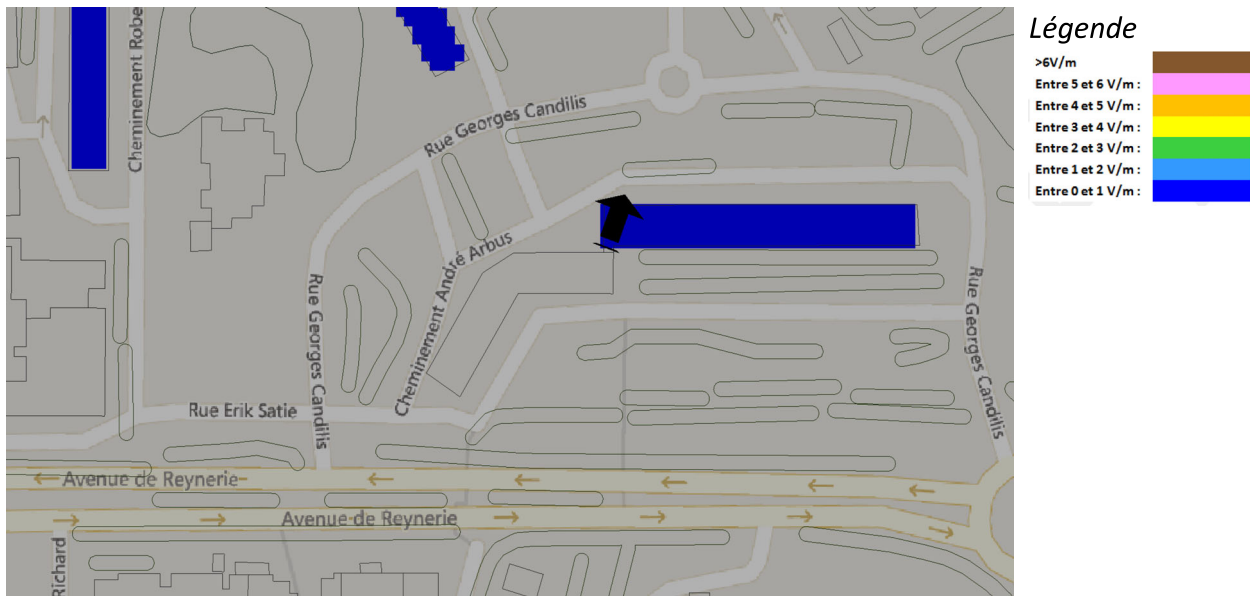 Légende
>6V/m
Entre 5 et 6 V/m :
Entre 4 et 5 V/m :
Entre 3 et 4 V/m :
Entre 2 et 3 V/m :
Entre 1 et 2 V/m :
Entre 0 et 1 V/m :
Cheminement Robe
Rue Georges Candilis
Cheminement André Arbus
Rue Georges Candilis
Rue Georges Candilis
Rue Erik Satie
Avenue de Reynerie
Avenue de Reynerie
Richard